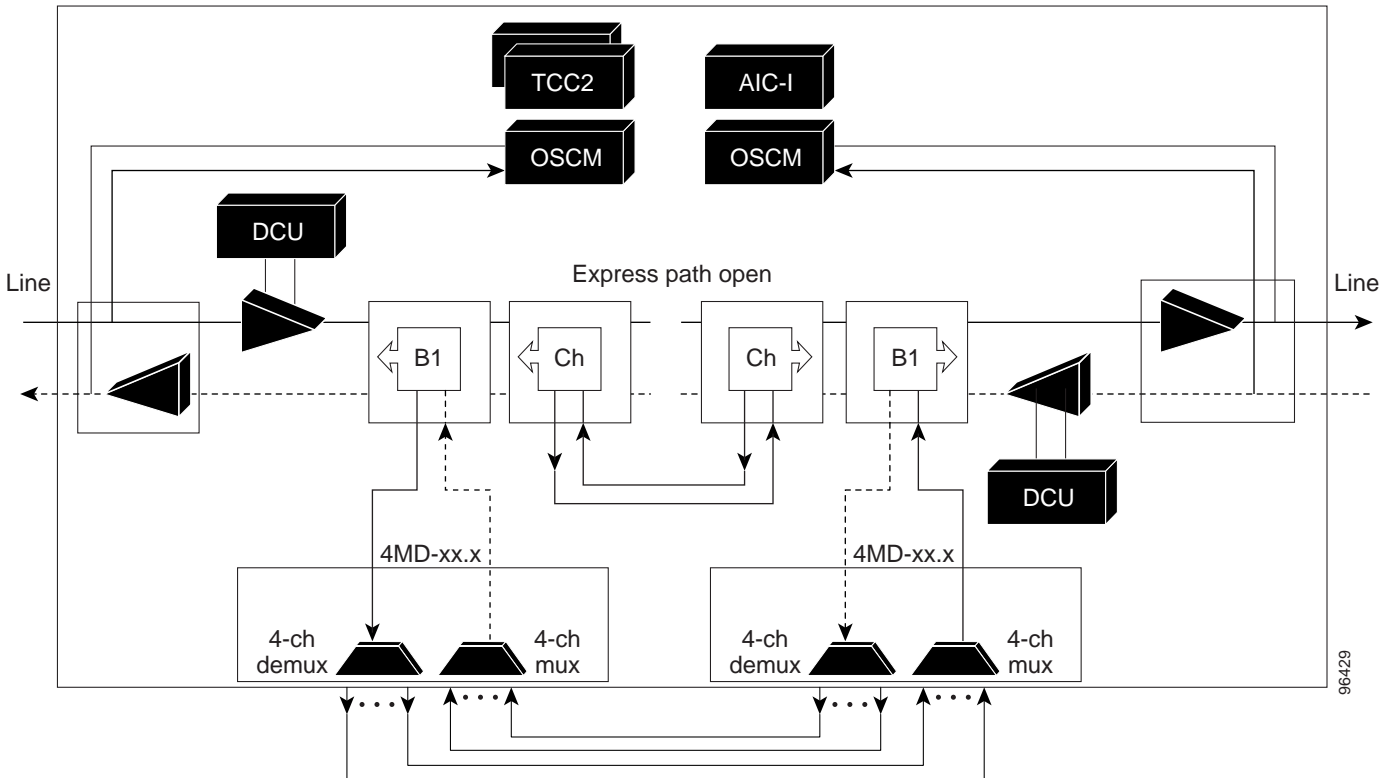 TCC2
AIC-I
OSCM
OSCM
DCU
Line
Express path open
Line
B1
Ch
Ch
B1
DCU
4MD-xx.x
4MD-xx.x
4-ch
demux
4-ch
mux
4-ch
demux
4-ch
mux
96429